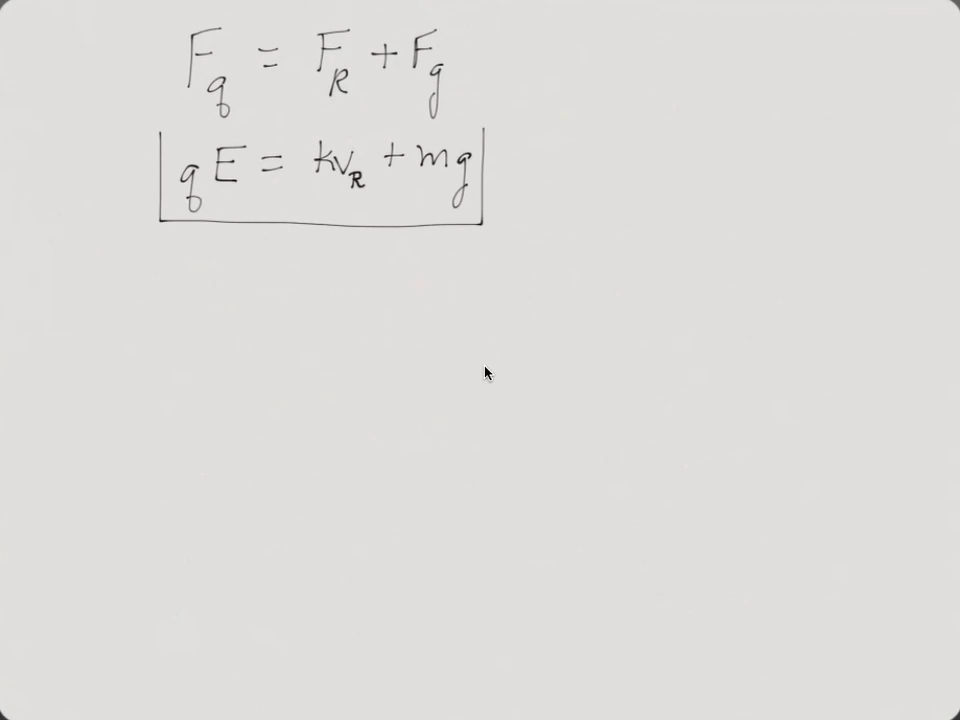 F_q = F_R + F_g
qE = kv_R + mg